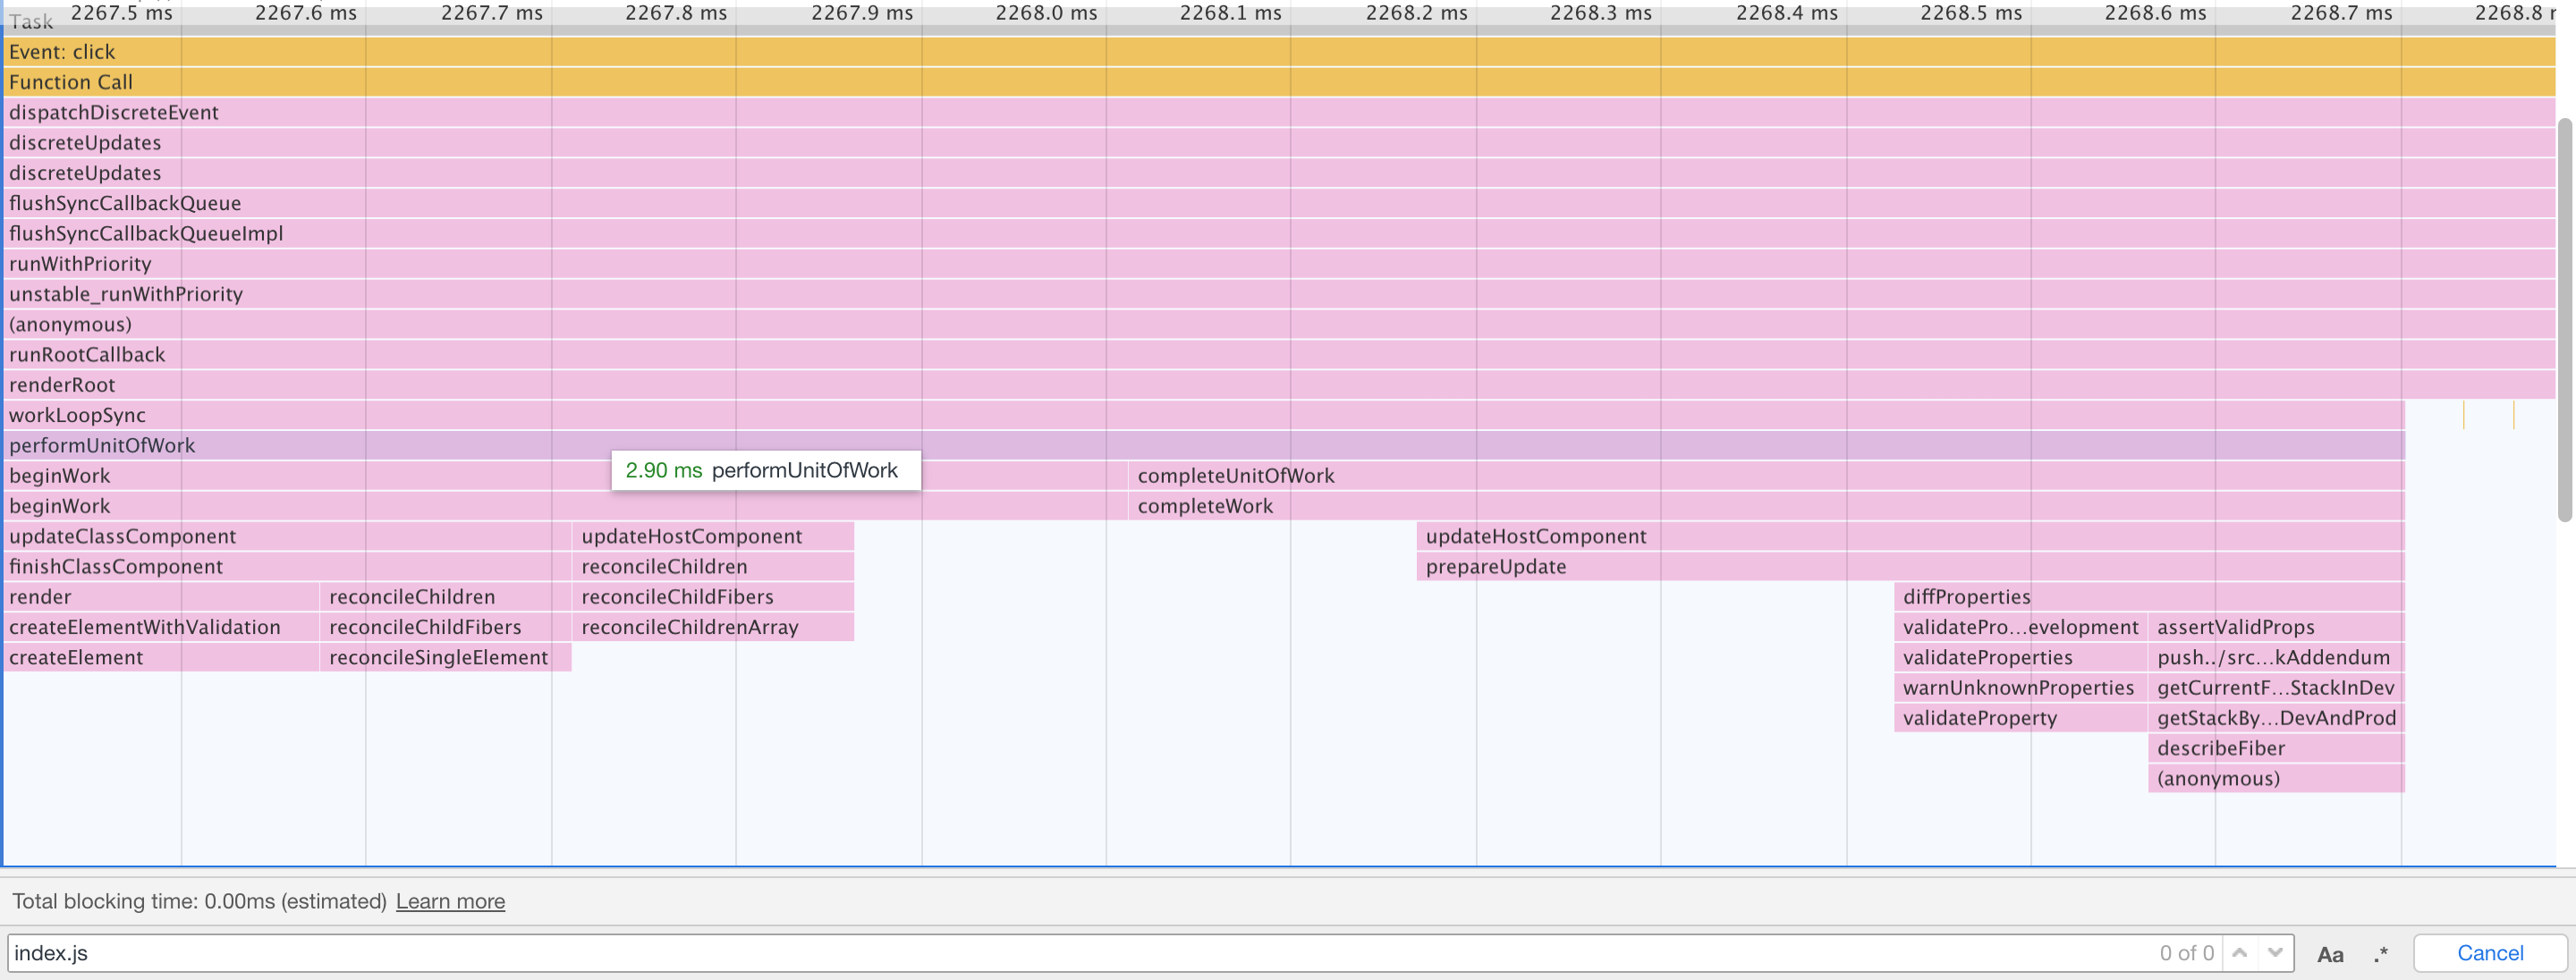 2267.5 ms 2267.6 ms 2267.7 ms 2267.8 ms 2267.9 ms 2268.0 ms 2268.1 ms 2268.2 ms 2268.3 ms 2268.4 ms 2268.5 ms 2268.6 ms 2268.7 ms 2268.8
Task
Event: click
Function Call
dispatchDiscreteEvent
discreteUpdates
discreteUpdates
flushSyncCallbackQueue
flushSyncCallbackQueueImpl
runWithPriority
unstable_runWithPriority
(anonymous)
runRootCallback
renderRoot
workLoopSync
performUnitOfWork
2.90 ms performUnitOfWork
beginWork completeUnitOfWork
beginWork completeWork
updateClassComponent updateHostComponent updateHostComponent
finishClassComponent reconcileChildren prepareUpdate
render reconcileChildren reconcileChildFibers diffProperties
createElementWithValidation reconcileChildFibers reconcileChildrenArray validatePro…evelopment assertValidProps
createElement reconcileSingleElement validateProperties push../src…kAddendum
warnUnknownProperties getCurrentF…StackInDev
validateProperty getStackBy…DevAndProd
describeFiber
(anonymous)
Total blocking time: 0.00ms (estimated) Learn more
index.js 0 of 0 Aa .* Cancel